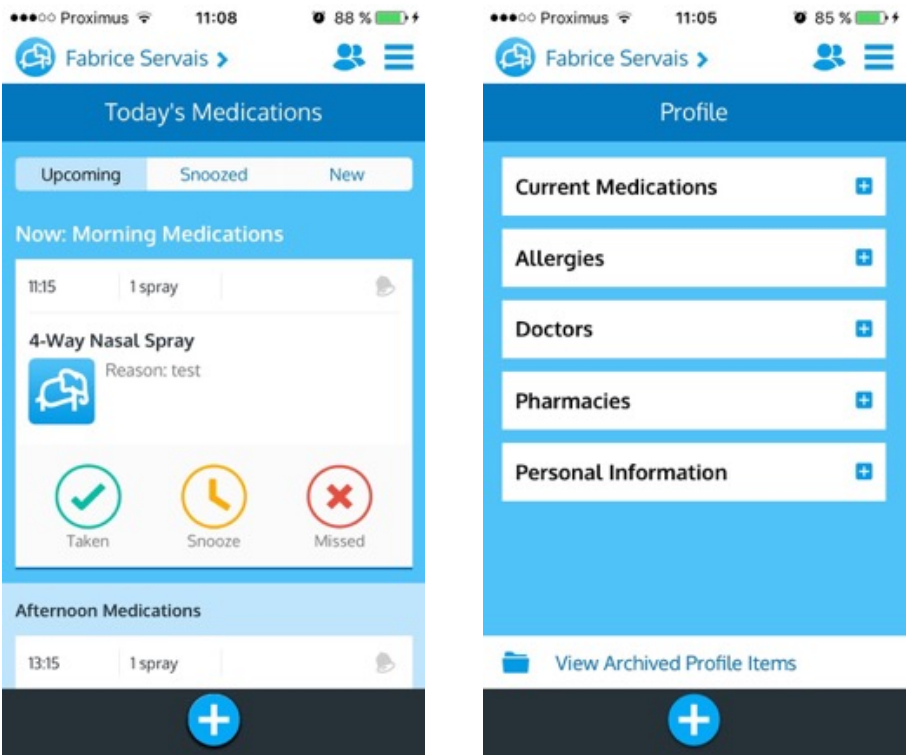 Proximus 11:08 88 %
Fabrice Servais
Today's Medications
Upcoming Snoozed New
Now: Morning Medications
11:15 1 spray
4-Way Nasal Spray
Reason: test
Taken Snooze Missed
Afternoon Medications
13:15 1 spray
Proximus 11:05 85 %
Fabrice Servais
Profile
Current Medications
Allergies
Doctors
Pharmacies
Personal Information
View Archived Profile Items